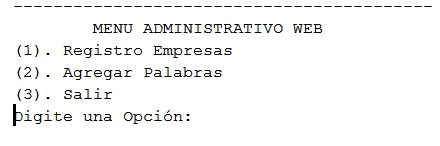 --------------------------------------------
MENU ADMINISTRATIVO WEB
(1). Registro Empresas
(2). Agregar Palabras
(3). Salir
Digite una Opción: